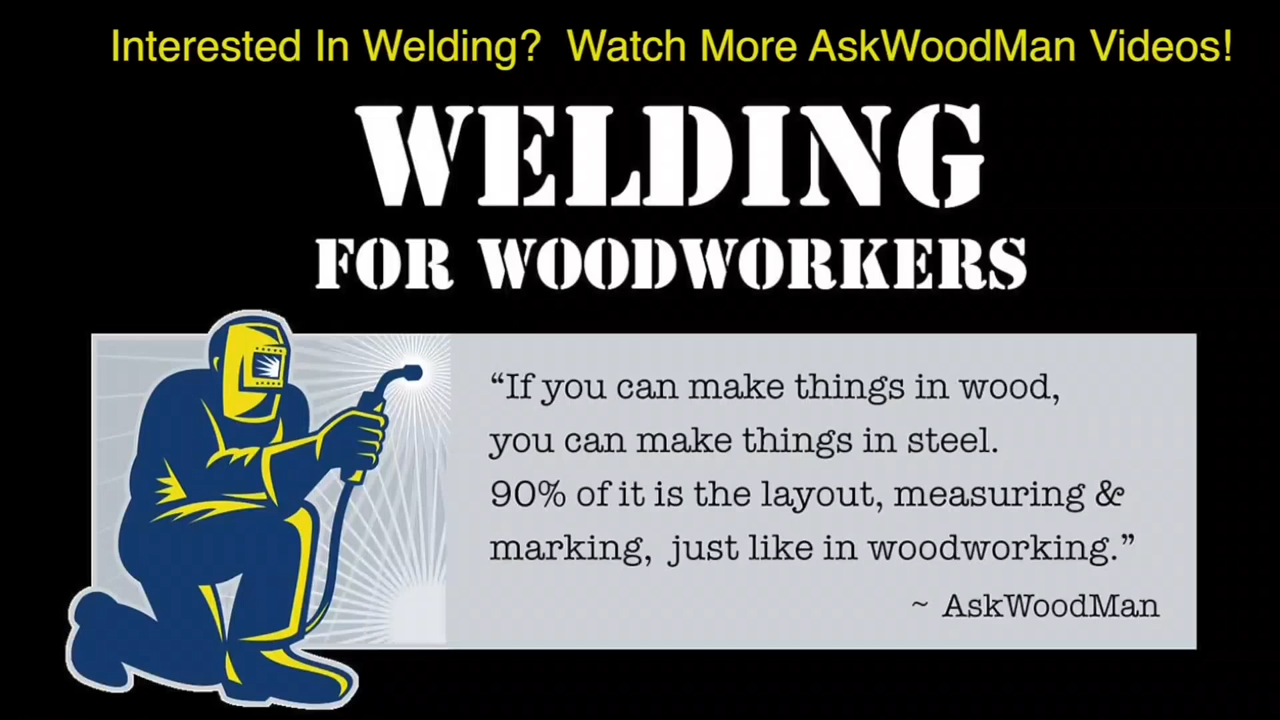 Interested In Welding?  Watch More AskWoodMan Videos!
WELDING
FOR WOODWORKERS
“If you can make things in wood,
you can make things in steel.
90% of it is the layout, measuring &
marking,  just like in woodworking.”
~ AskWoodMan